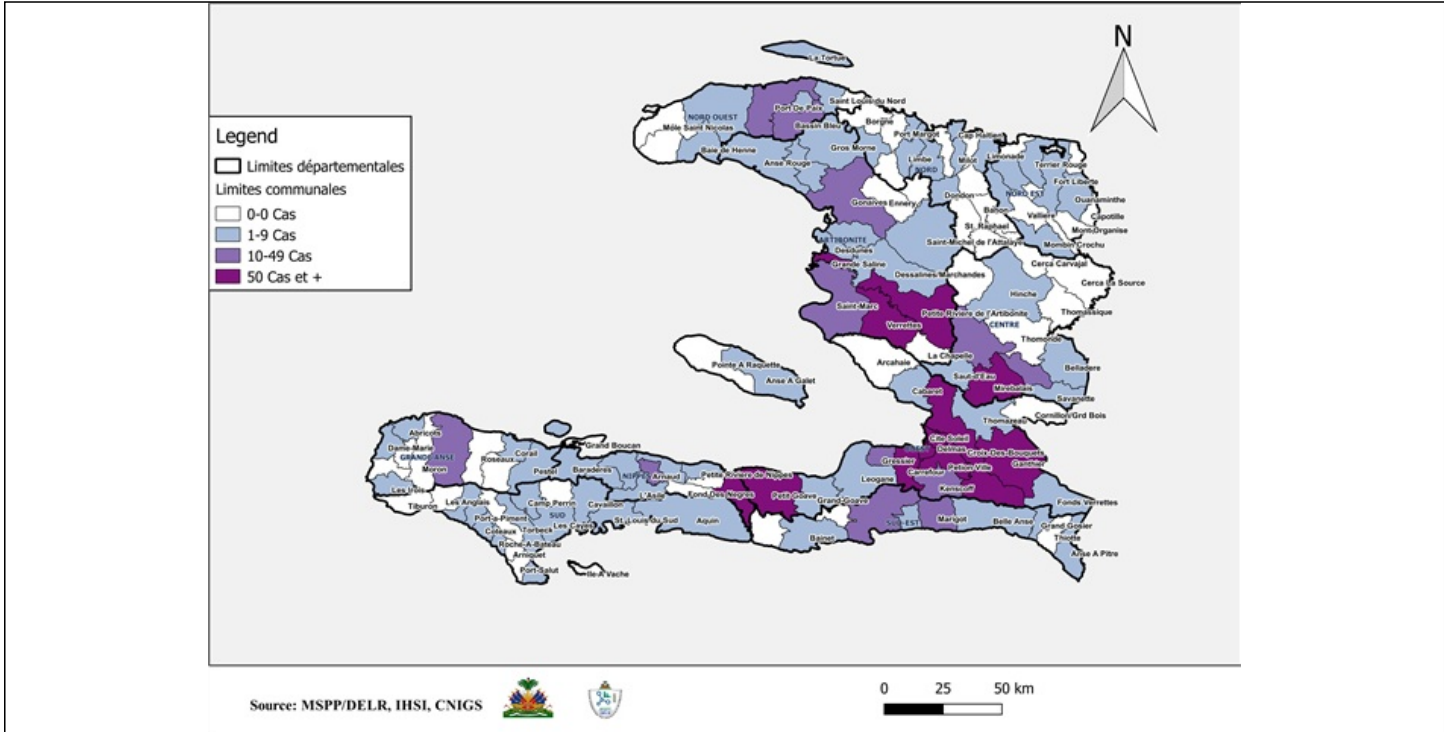 N
Legend
Limites départementales
Limites communales
0-0 Cas
1-9 Cas
10-49 Cas
50 Cas et +
La Tortue
Saint Louis du Nord
Port De Paix
NORD OUEST
Môle Saint Nicolas
Bassin Bleu
Borgne
Port Margot
Cap Haïtien
Baie de Henne
Gros Morne
Anse Rouge
Limbe
NORD
Milot
Limonade
Terrier Rouge
Fort Liberte
NORD EST
Ouanaminthe
Gonaives
Ennery
Dondon
Bahon
Valliere
Capotille
St. Raphael
Mont-Organise
Saint-Michel de l'Attalaye
Mombin Crochu
ARTIBONITE
Desdunes
Grande Saline
Dessalines/Marchandes
Cerca Carvajal
Cerca La Source
Hinche
Saint-Marc
Petite Riviere de l'Artibonite
Thomassique
Verrettes
CENTRE
Thomonde
Arcahaie
La Chapelle
Belladere
Pointe A Raquette
Anse A Galet
Saut-d'Eau
Mirebalais
Cabaret
Savanette
Thomazeau
Cornillon/Grd Bois
Cite Soleil
Delmas
Croix-Des-Bouquets
Ganthier
Gressier
Carrefour
Petion-Ville
Kenscoff
Leogane
Fonds Verrettes
Abricots
Dame-Marie
GRANDE ANSE
Moron
Roseaux
Corail
Grand Boucan
Pestel
Baraderes
NIPPES
Arnaud
Petite Riviere de Nippes
Les Irois
Tiburon
Les Anglais
Camp Perrin
Cavaillon
L'Asile
Fond Des Negres
Petit Goave
Grand Goave
Port-a-Piment
SUD
Coteaux
Torbeck
Les Cayes
St. Louis du Sud
Aquin
Bainet
SUD-EST
Marigot
Belle Anse
Grand Gosier
Thiotte
Anse A Pitre
Roche-A-Bateau
Arniquet
Port-Salut
Ile A Vache
Source: MSPP/DELR, IHSI, CNIGS
0 25 50 km